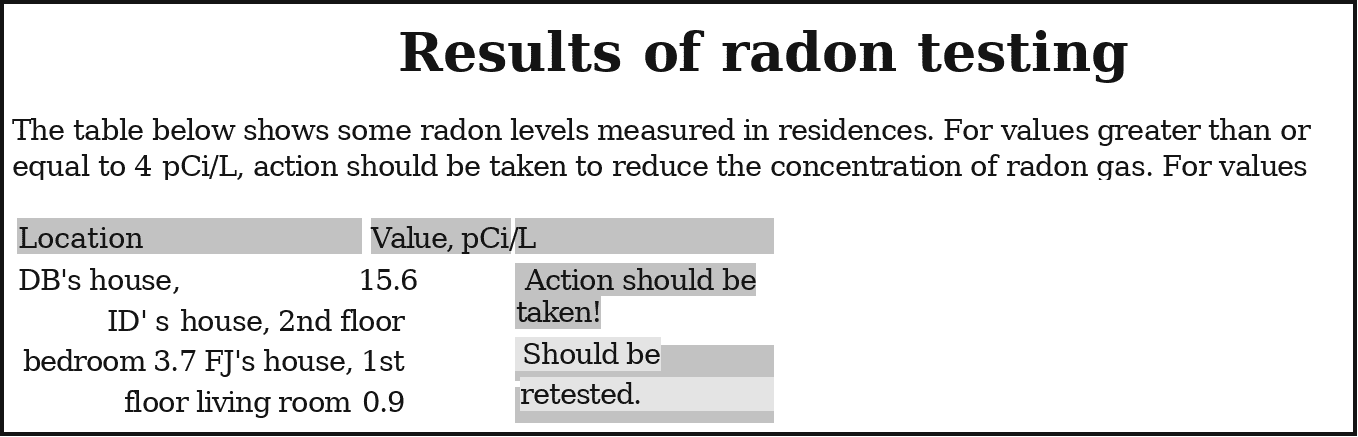 Results of radon testing
The table below shows some radon levels measured in residences. For values greater than or
equal to 4 pCi/L, action should be taken to reduce the concentration of radon gas. For values
Location Value, pCi/L
DB's house, 15.6 Action should be
taken!
ID' s house, 2nd floor
bedroom 3.7 FJ's house, 1st Should be
floor living room 0.9 retested.